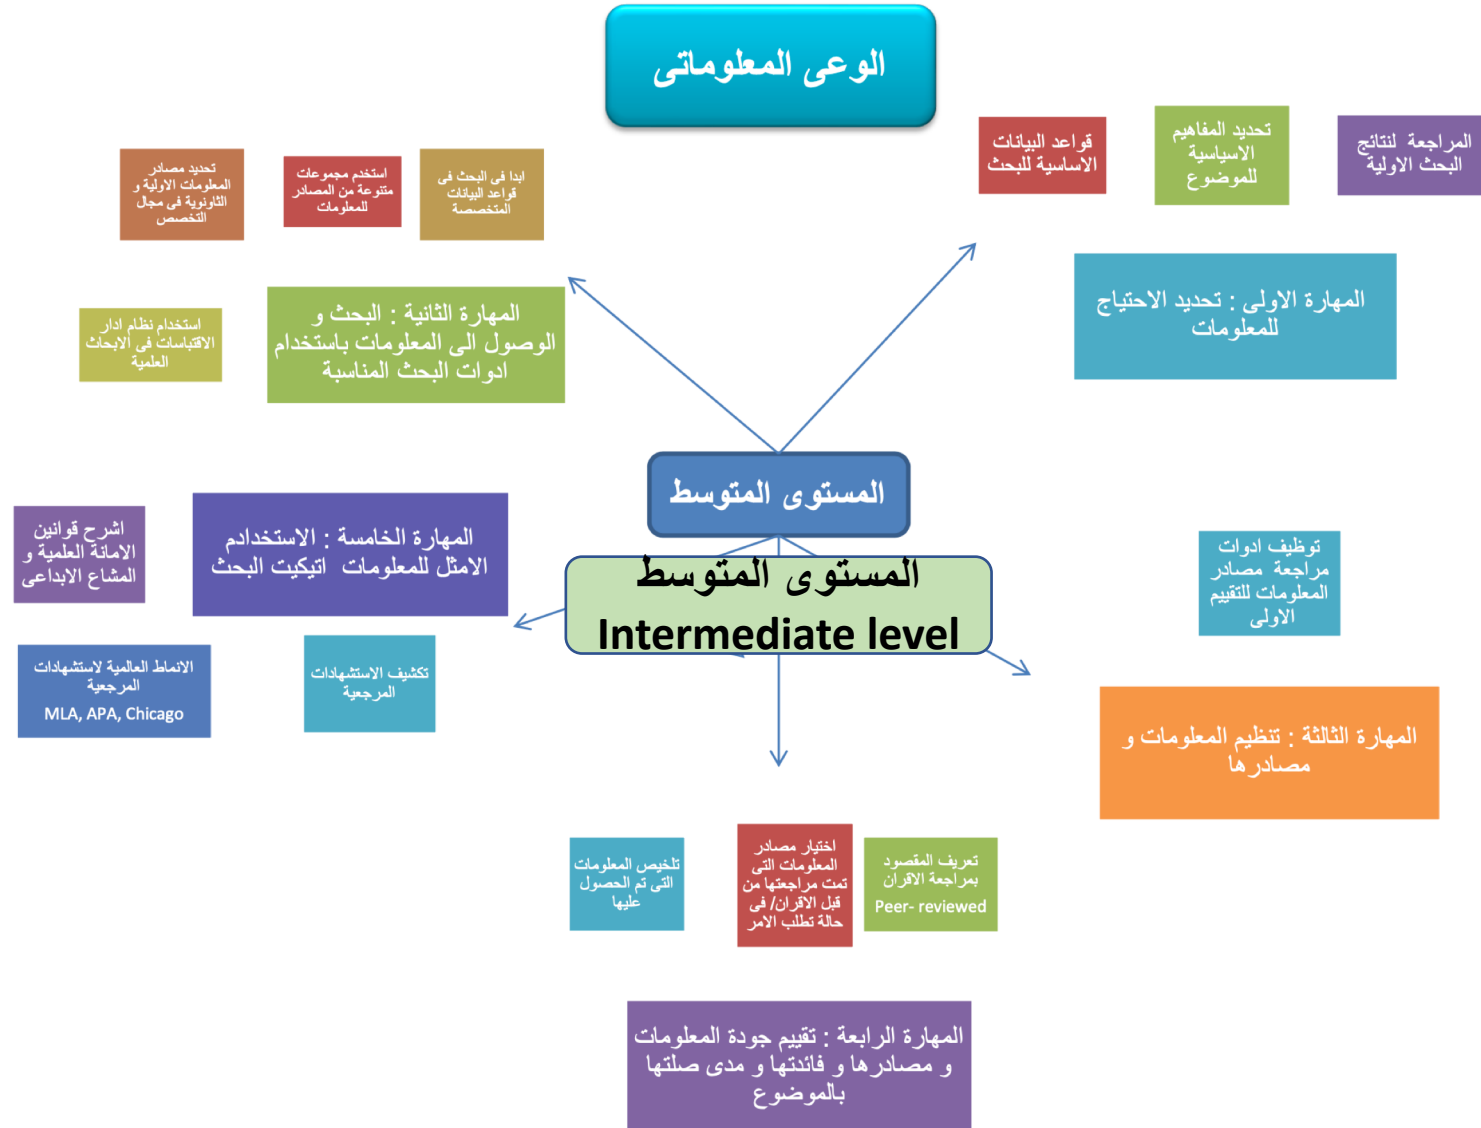 الوعى المعلوماتى
المراجعة لنتائج
البحث الاولية
تحديد المفاهيم
الاسياسية
للموضوع
قواعد البيانات
الاساسية للبحث
المهارة الاولى : تحديد الاحتياج
للمعلومات
ابدا فى البحث فى
قواعد البيانات
المتخصصة
استخدم مجموعات
متنوعة من المصادر
للمعلومات
تحديد مصادر
المعلومات الاولية و
الثانونوية فى مجال
التخصص
المهارة الثانية : البحث و
الوصول الى المعلومات باستخدام
ادوات البحث المناسبة
استخدام نظام ادار
الاقتباسات فى الابحاث
العلمية
المستوى المتوسط
المستوى المتوسط
Intermediate level
توظيف ادوات
مراجعة مصادر
المعلومات للتقييم
الاولى
المهارة الثالثة : تنظيم المعلومات و
مصادرها
المهارة الخامسة : الاستخدادم
الامثل للمعلومات اتيكيت البحث
اشرح قوانين
الامانة العلمية و
المشاع الابداعى
تكشيف الاستشهادات
المرجعية
الانماط العالمية لاستشهادات
المرجعية
MLA, APA, Chicago
تعريف المقصود
بمراجعة الاقران
Peer- reviewed
اختيار مصادر
المعلومات التى
تمت مراجعتها من
قبل الاقران/ فى
حالة تطلب الامر
تلخيص المعلومات
التى تم الحصول
عليها
المهارة الرابعة : تقييم جودة المعلومات
و مصادرها و فائدتها و مدى صلتها
بالموضوع